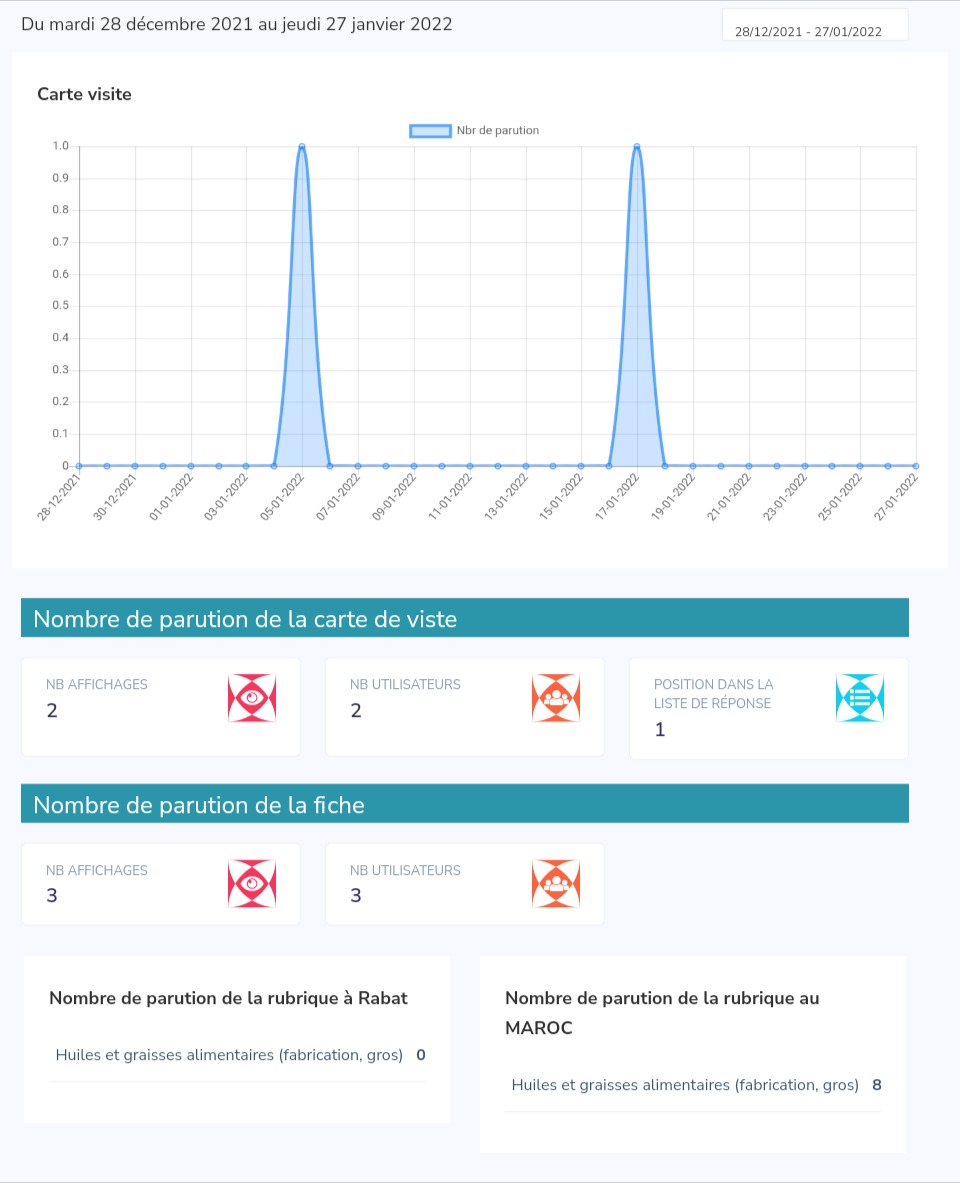 Du mardi 28 décembre 2021 au jeudi 27 janvier 2022
28/12/2021 - 27/01/2022
Carte visite
Nbr de parution
1.0
0.9
0.8
0.7
0.6
0.5
0.4
0.3
0.2
0.1
0
28-12-2021
30-12-2021
01-01-2022
03-01-2022
05-01-2022
07-01-2022
09-01-2022
11-01-2022
13-01-2022
15-01-2022
17-01-2022
19-01-2022
21-01-2022
23-01-2022
25-01-2022
27-01-2022
Nombre de parution de la carte de viste
NB AFFICHAGES
2
NB UTILISATEURS
2
POSITION DANS LA
LISTE DE RÉPONSE
1
Nombre de parution de la fiche
NB AFFICHAGES
3
NB UTILISATEURS
3
Nombre de parution de la rubrique à Rabat
Huiles et graisses alimentaires (fabrication, gros) 0
Nombre de parution de la rubrique au
MAROC
Huiles et graisses alimentaires (fabrication, gros) 8